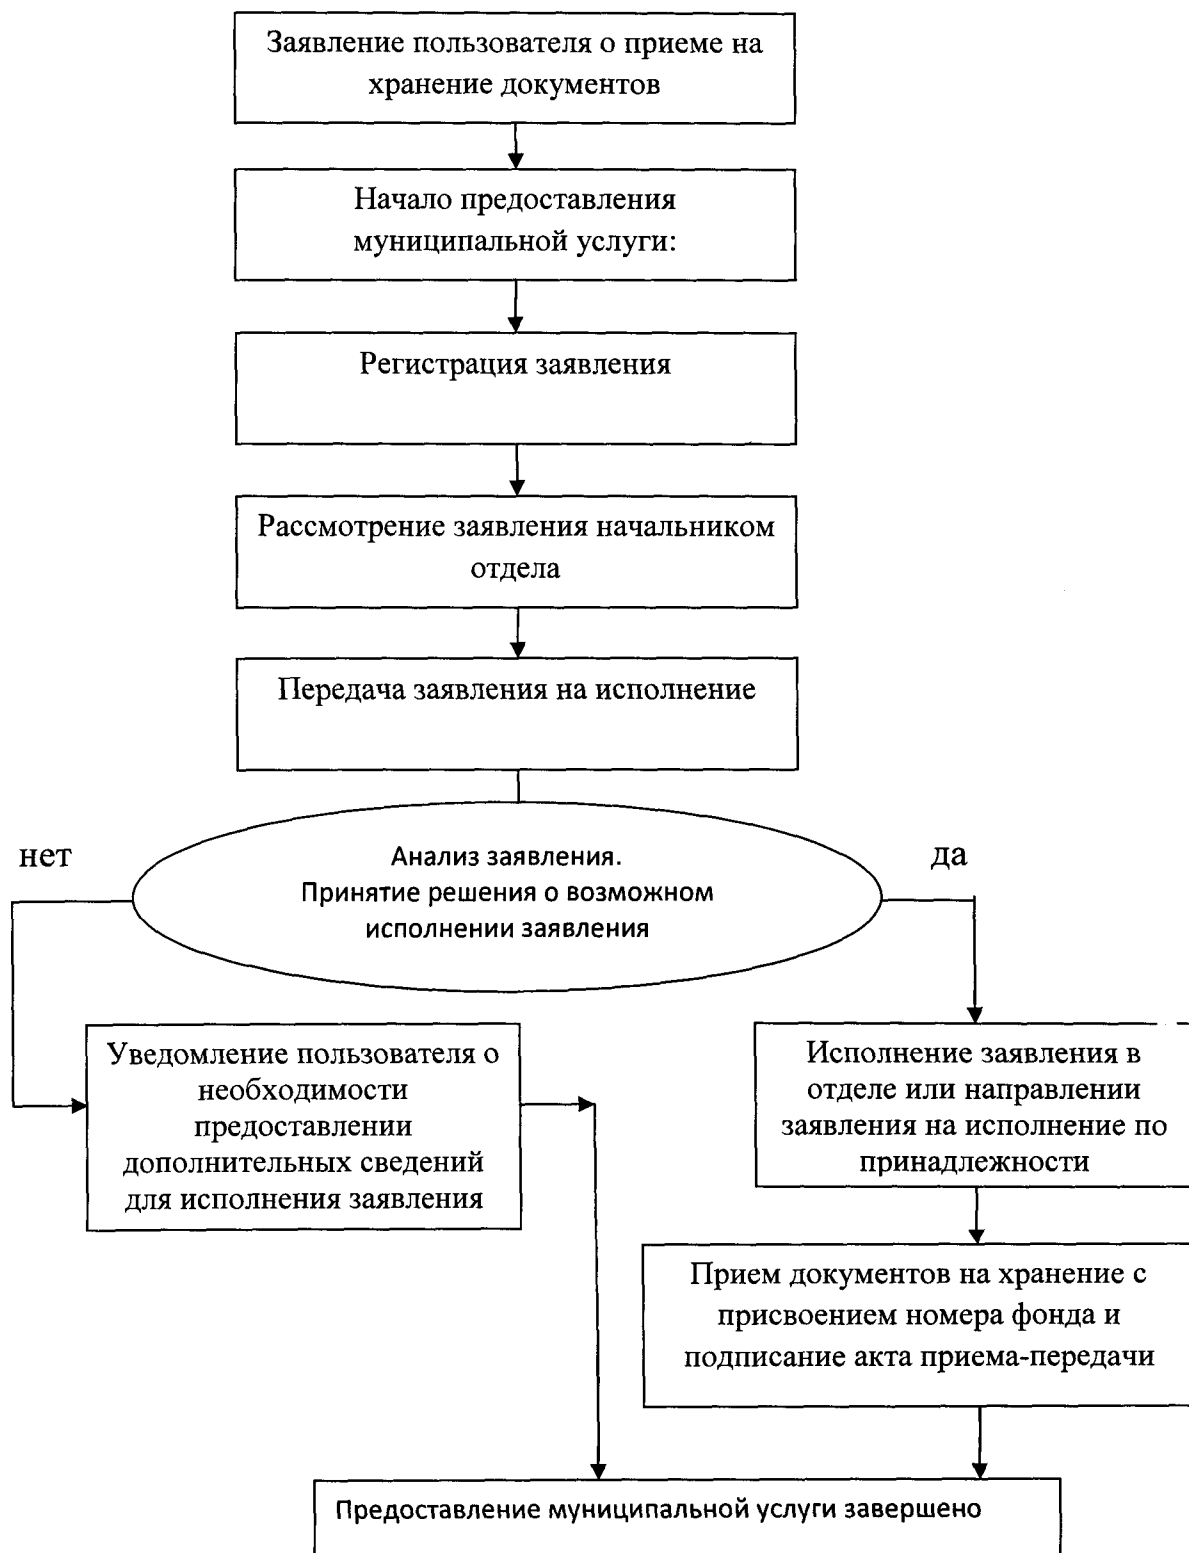 Заявление пользователя о приеме на
хранение документов
Начало предоставления
муниципальной услуги:
Регистрация заявления
Рассмотрение заявления начальником
отдела
Передача заявления на исполнение
нет
Анализ заявления.
Принятие решения о возможном
исполнении заявления
да
Уведомление пользователя о
необходимости
предоставлении
дополнительных сведений
для исполнения заявления
Исполнение заявления в
отделе или направлении
заявления на исполнение по
принадлежности
Прием документов на хранение с
присвоением номера фонда и
подписание акта приема-передачи
Предоставление муниципальной услуги завершено